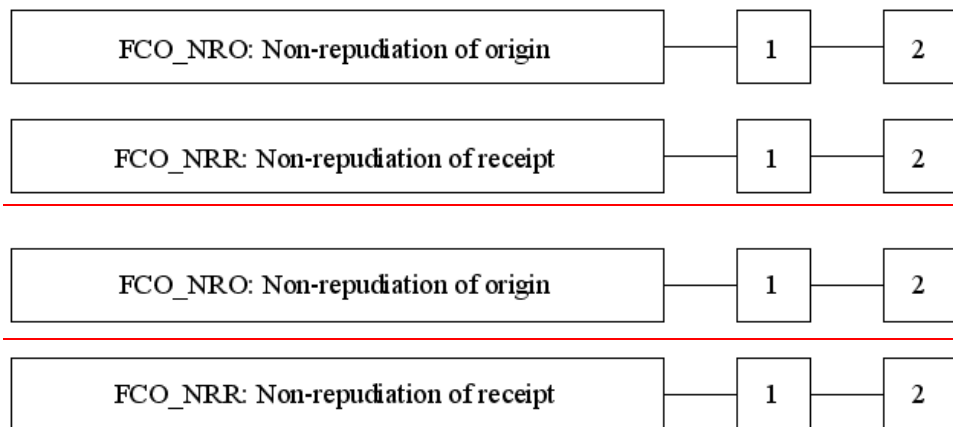 FCO_NRO: Non-repudiation of origin 1 2
FCO_NRR: Non-repudiation of receipt 1 2
FCO_NRO: Non-repudiation of origin 1 2
FCO_NRR: Non-repudiation of receipt 1 2